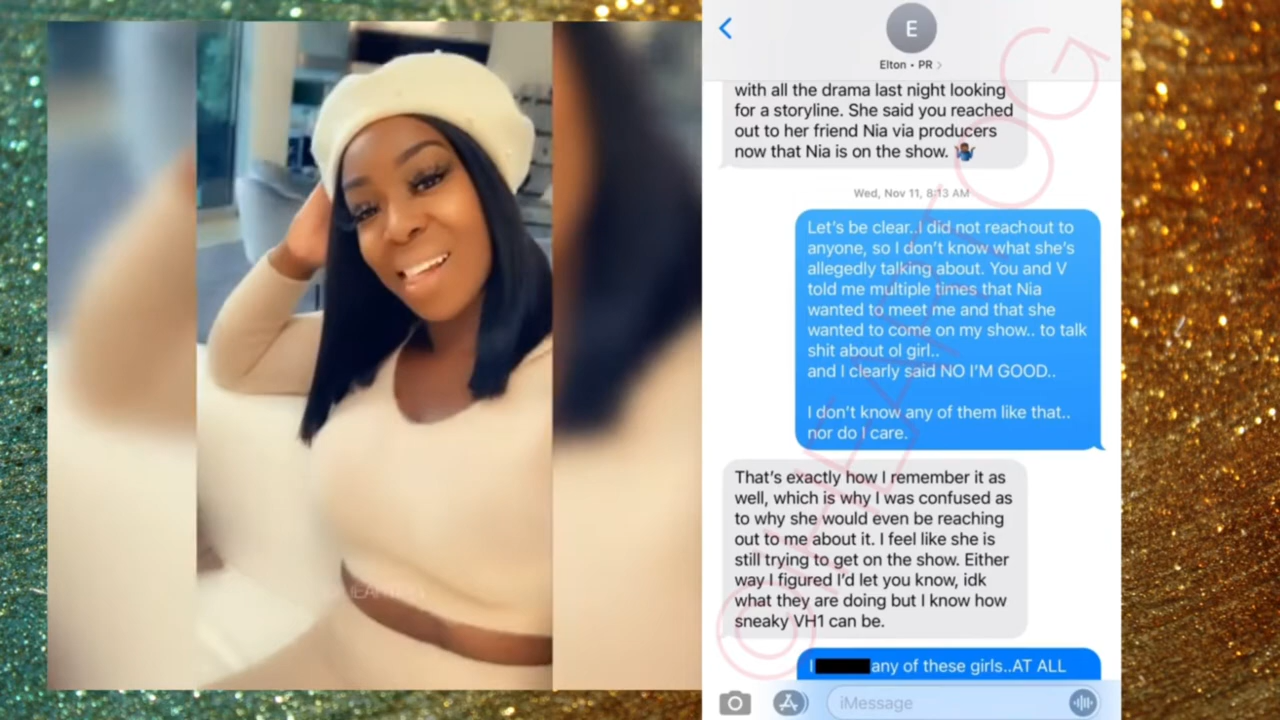 E
Elton • PR >
with all the drama last night looking
for a storyline. She said you reached
out to her friend Nia via producers
now that Nia is on the show. 🤷🏾‍♂️
Wed, Nov 11, 8:13 AM
Let's be clear..I did not reach out to
anyone, so I don't know what she's
allegedly talking about. You and V
told me multiple times that Nia
wanted to meet me and that she
wanted to come on my show.. to talk
shit about ol girl..
and I clearly said NO I'M GOOD..
I don't know any of them like that..
nor do I care.
That's exactly how I remember it as
well, which is why I was confused as
to why she would even be reaching
out to me about it. I feel like she is
still trying to get on the show. Either
way I figured I'd let you know, idk
what they are doing but I know how
sneaky VH1 can be.
I any of these girls..AT ALL
iMessage